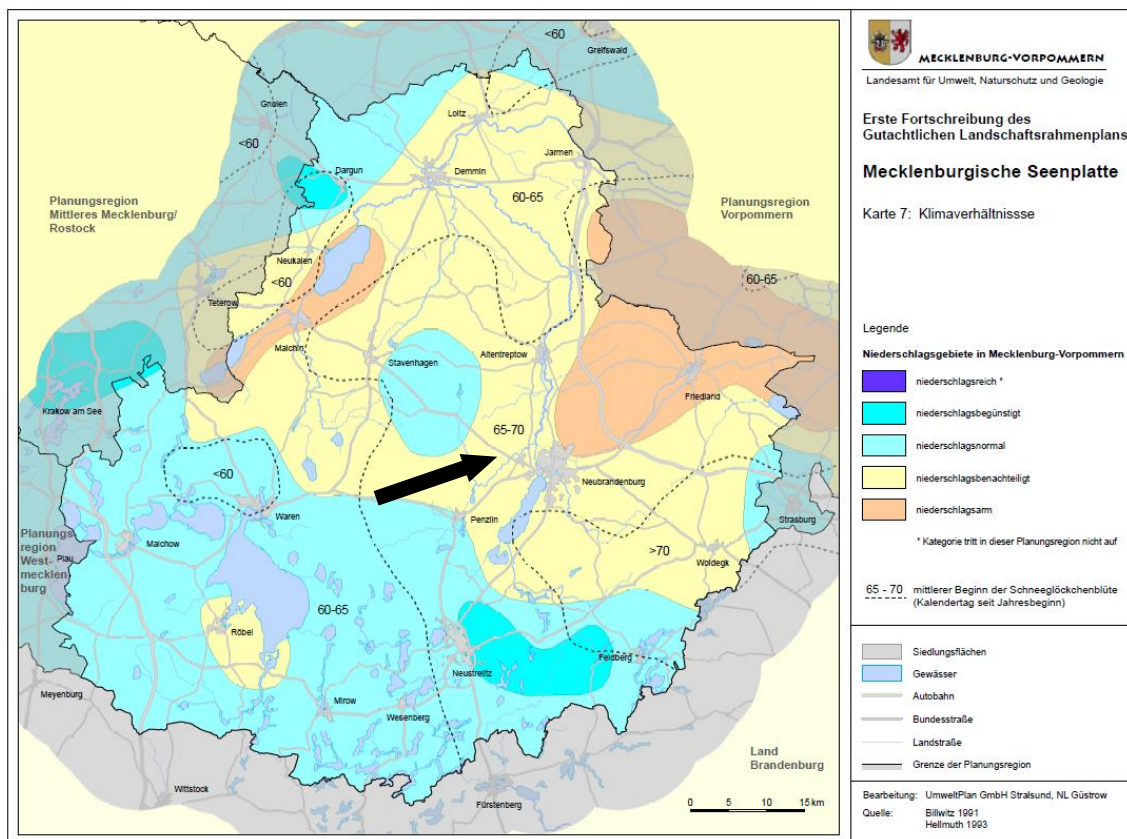 <60
Greifswald
Gnoien
Loitz
<60
Dargun
Jarmen
Demmin
Planungsregion
Mittleres Mecklenburg/
Rostock
60-65
Planungsregion
Vorpommern
Neukalen
<60
60-65
Teterow
Malchin
Stavenhagen
Altentreptow
Friedland
Krakow am See
65-70
<60
Neubrandenburg
Waren
Penzlin
Strasburg
Malchow
Planungs
region
West-
mecklen
burg
Plau
>70
Woldegk
60-65
Röbel
Feldberg
Neustrelitz
Meyenburg
Mirow
Wesenberg
Land
Brandenburg
Wittstock
Fürstenberg
0 5 10 15 km
MECKLENBURG-VORPOMMERN
Landesamt für Umwelt, Naturschutz und Geologie
Erste Fortschreibung des
Gutachtlichen Landschaftsrahmenplans
Mecklenburgische Seenplatte
Karte 7: Klimaverhältnissse
Legende
Niederschlagsgebiete in Mecklenburg-Vorpommern
niederschlagsreich *
niederschlagsbegünstigt
niederschlagsnormal
niederschlagsbenachteiligt
niederschlagsarm
* Kategorie tritt in dieser Planungsregion nicht auf
65 - 70 mittlerer Beginn der Schneeglöckchenblüte
(Kalendertag seit Jahresbeginn)
Siedlungsflächen
Gewässer
Autobahn
Bundesstraße
Landstraße
Grenze der Planungsregion
Bearbeitung: UmweltPlan GmbH Stralsund, NL Güstrow
Quelle: Billwitz 1991
Hellmuth 1993